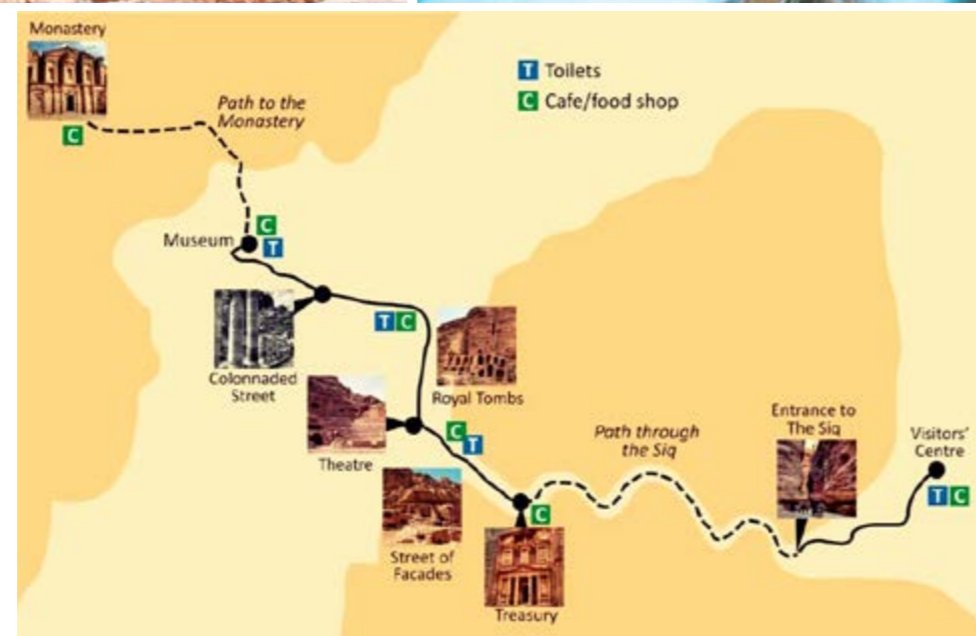 Monastery
Path to the
Monastery
T Toilets
C Cafe/food shop
C
C
Museum
T
T C
Colonnaded
Street
Royal Tombs
Theatre
C
T
Path through
the Siq
Entrance to
The Siq
Visitors'
Centre
T C
Street of
Facades
C
Treasury